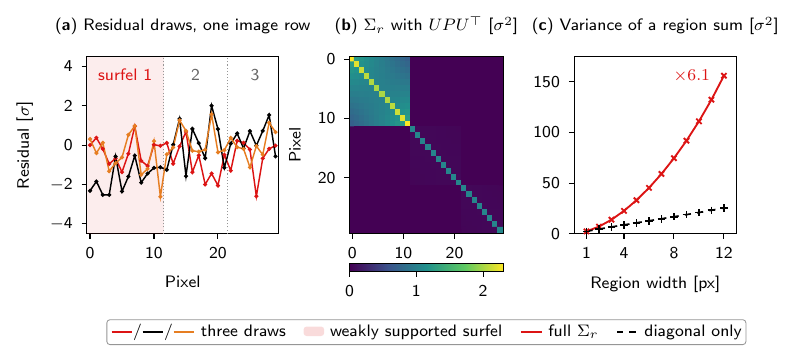 (a) Residual draws, one image row
(b) Σr with UPU⊤ [σ2]
(c) Variance of a region sum [σ2]
surfel 1
2
3
4
2
0
−2
−4
Residual [σ]
0
10
20
Pixel
0
10
20
Pixel
0
10
20
0
1
2
×6.1
150
100
50
0
1
4
8
12
Region width [px]
/ / three draws
weakly supported surfel
full Σr
diagonal only